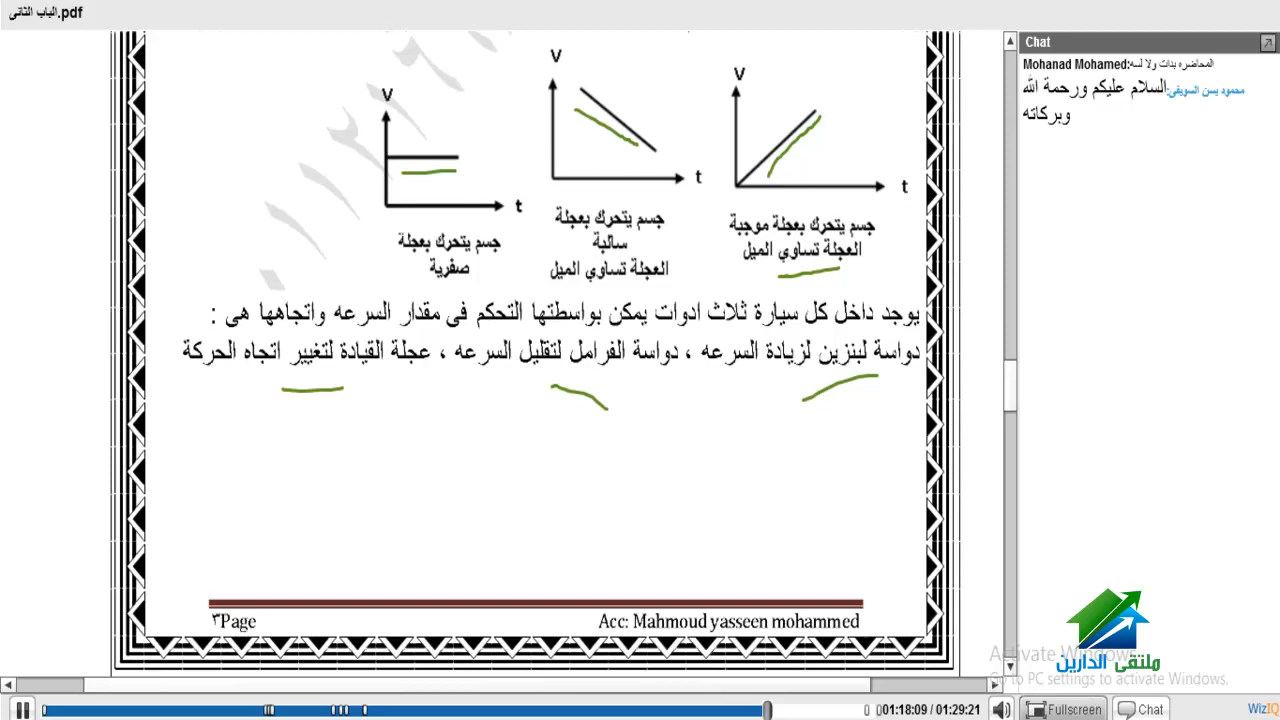 الباب الثانى.pdf
V
t
جسم يتحرك بعجلة موجبة
العجلة تساوي الميل
V
t
جسم يتحرك بعجلة
سالبة
العجلة تساوي الميل
V
t
جسم يتحرك بعجلة
صفرية
يوجد داخل كل سيارة ثلاث ادوات يمكن بواسطتها التحكم فى مقدار السرعه واتجاهها هى :
دواسة لبنزين لزيادة السرعه ، دواسة الفرامل لتقليل السرعه ، عجلة القيادة لتغيير اتجاه الحركة
٣Page
Acc: Mahmoud yasseen mohammed
Chat
Mohanad Mohamed:المحاضره بدات ولا لسه
محمود يسن السويفى:السلام عليكم ورحمة الله
وبركاته
ملتقى الدارين
Activate Windows
Go to PC settings to activate Windows.
01:18:09 / 01:29:21
Fullscreen
Chat
WizIQ